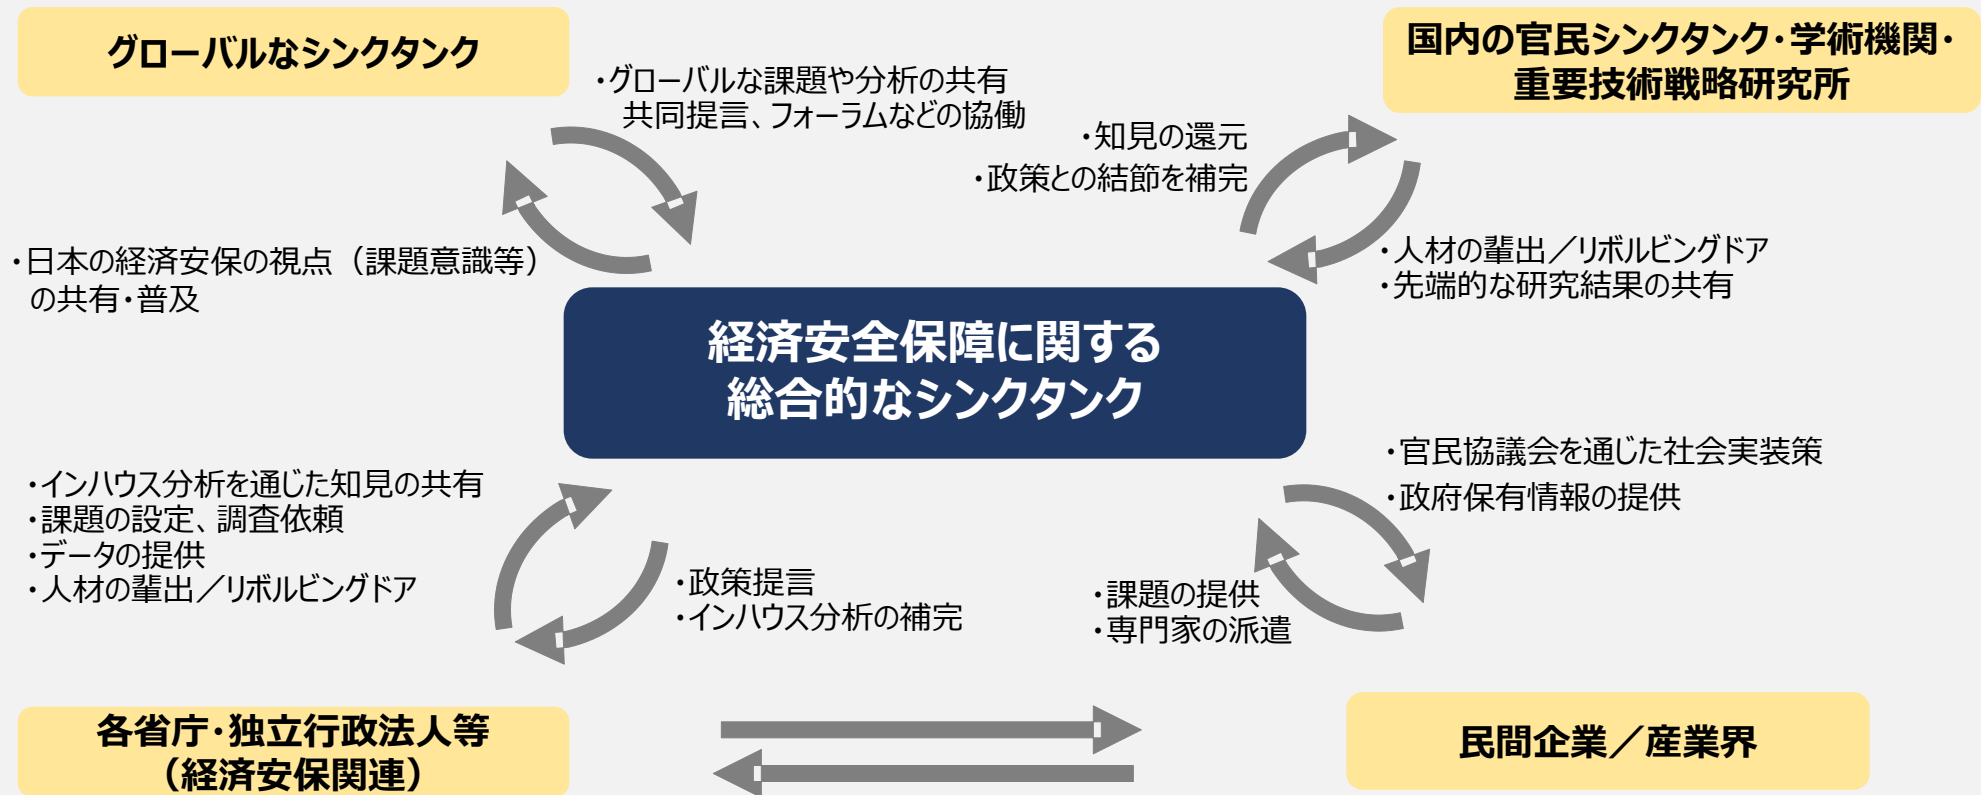 グローバルなシンクタンク
国内の官民シンクタンク・学術機関・
重要技術戦略研究所
・グローバルな課題や分析の共有
共同提言、フォーラムなどの協働
・知見の還元
・政策との結節を補完
・日本の経済安保の視点（課題意識等）
の共有・普及
・人材の輩出／リボルビングドア
・先端的な研究結果の共有
経済安全保障に関する
総合的なシンクタンク
・インハウス分析を通じた知見の共有
・課題の設定、調査依頼
・データの提供
・人材の輩出／リボルビングドア
・政策提言
・インハウス分析の補完
・官民協議会を通じた社会実装策
・政府保有情報の提供
・課題の提供
・専門家の派遣
各省庁・独立行政法人等
（経済安保関連）
民間企業／産業界